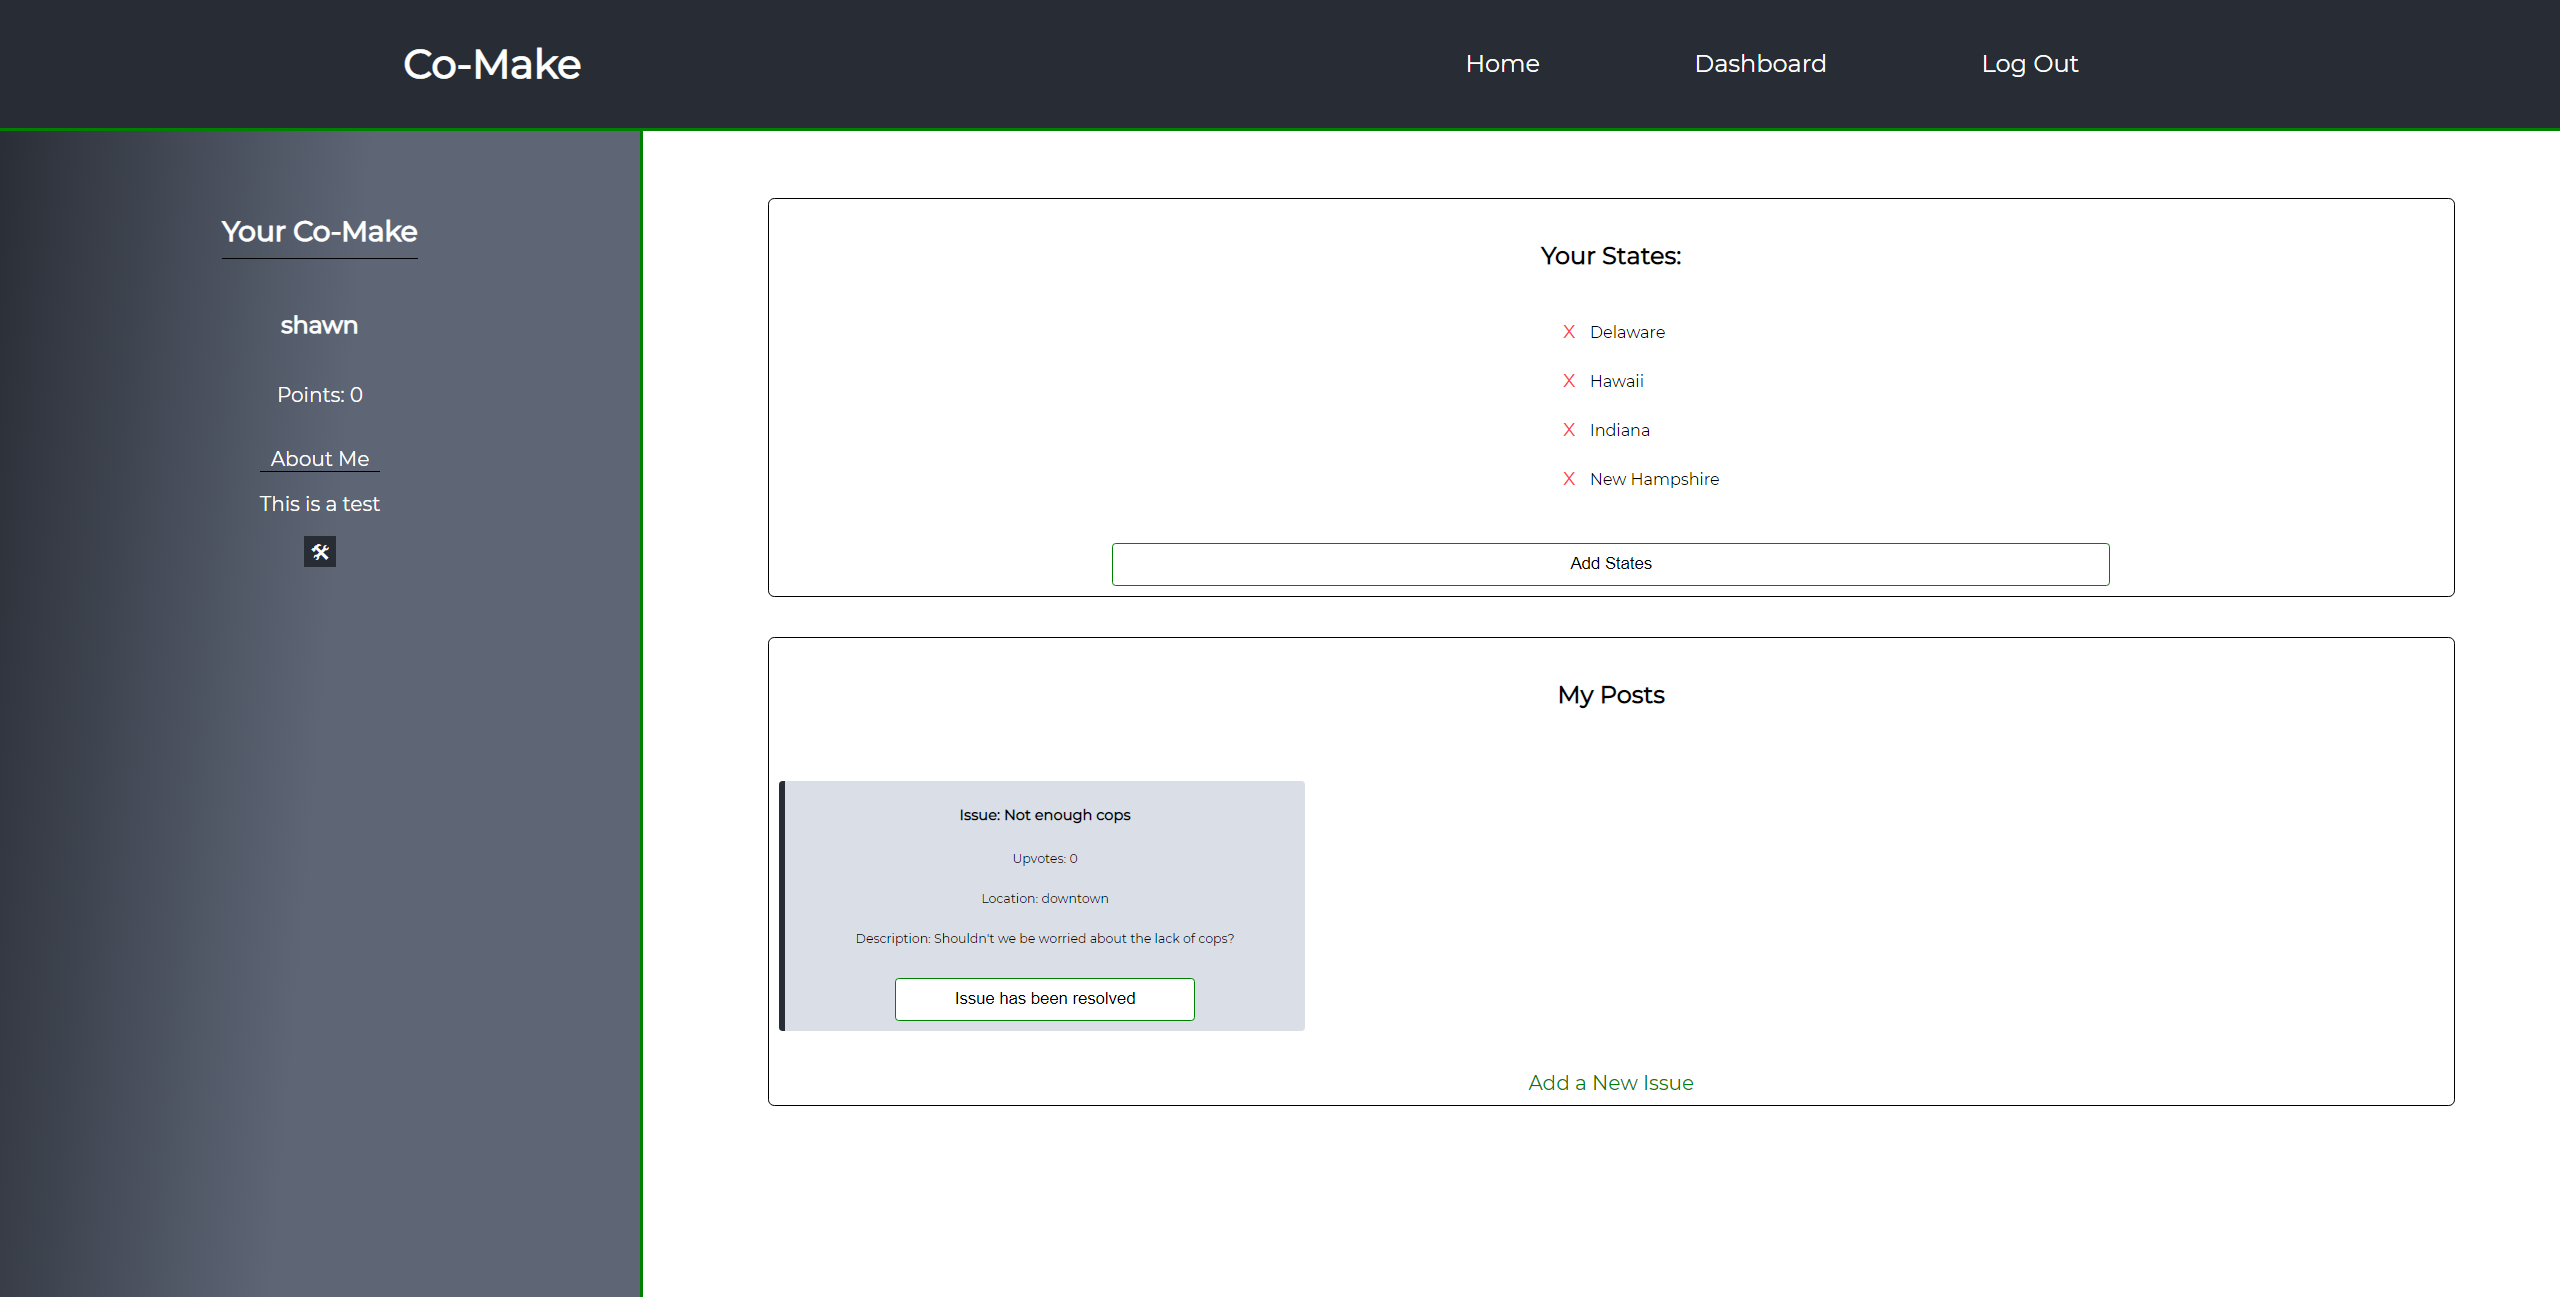 Co-Make
Home
Dashboard
Log Out
Your Co-Make
shawn
Points: 0
About Me
This is a test
Your States:
X Delaware
X Hawaii
X Indiana
X New Hampshire
Add States
My Posts
Issue: Not enough cops
Upvotes: 0
Location: downtown
Description: Shouldn't we be worried about the lack of cops?
Issue has been resolved
Add a New Issue